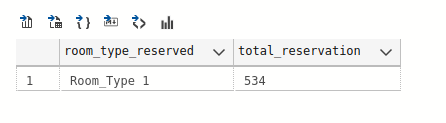 room_type_reserved total_reservation
1 Room_Type 1 534